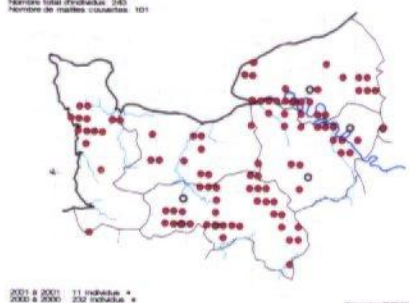 Nombre total d'individus 243
Nombre de mailles couvertes: 101
2001 à 2001 : 11 individus
2000 à 2000 : 232 individus